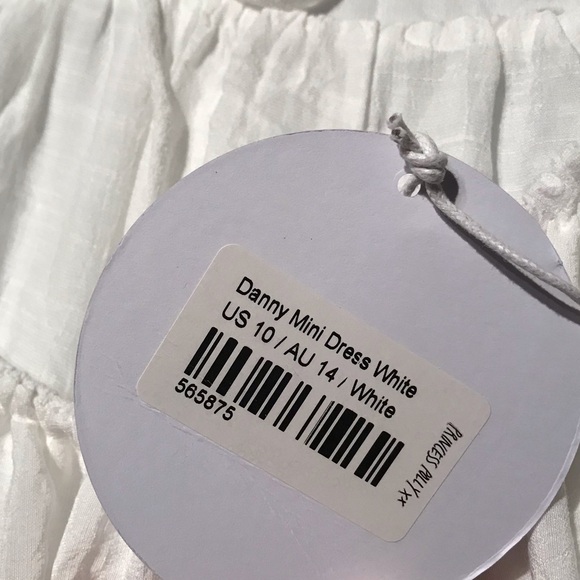 Danny Mini Dress White
US 10 / AU 14 / White
565875
PRINCESS POLLY xx